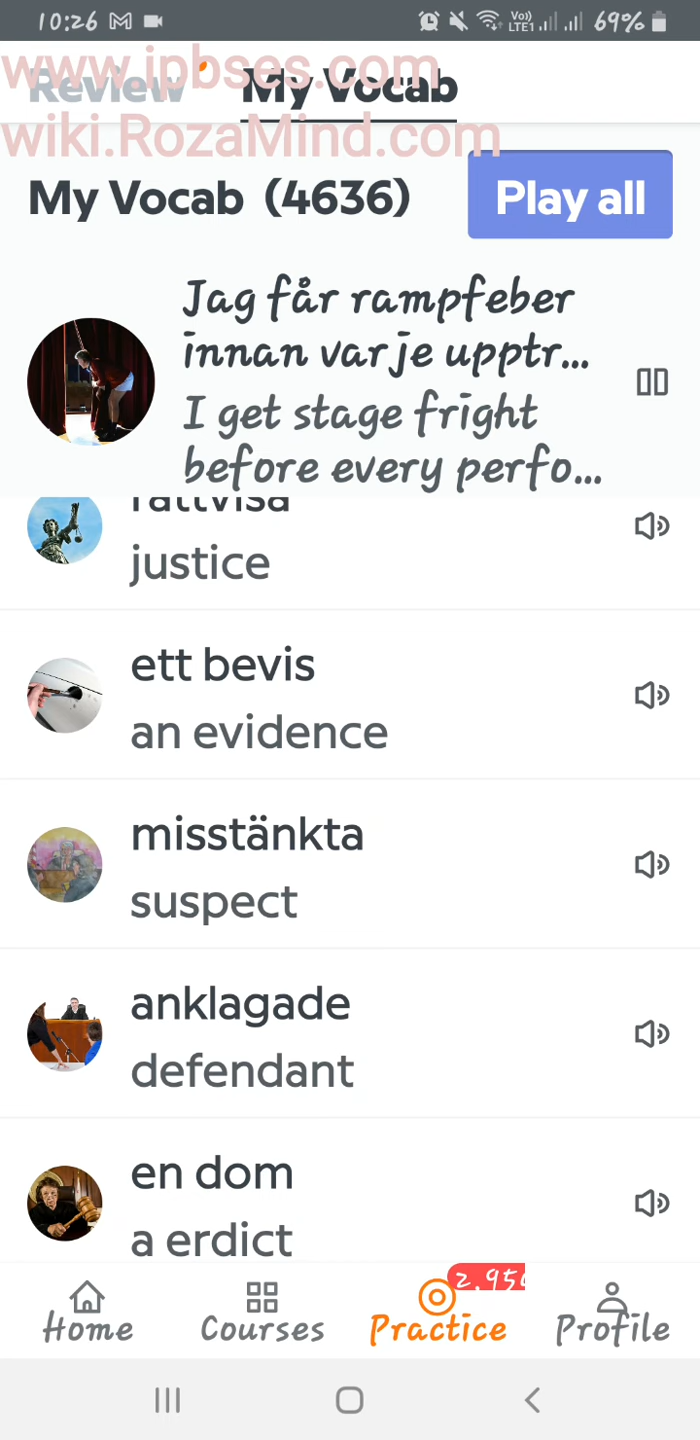 10:26
Vo))
LTE1
69%
www.ipbses.com
Review My Vocab
wiki.RozaMind.com
My Vocab (4636)
Play all
Jag får rampfeber
innan varje upptr...
I get stage fright
before every perfo...
justice
ett bevis
an evidence
misstänkta
suspect
anklagade
defendant
en dom
a erdict
Home
Courses
Practice
Profile